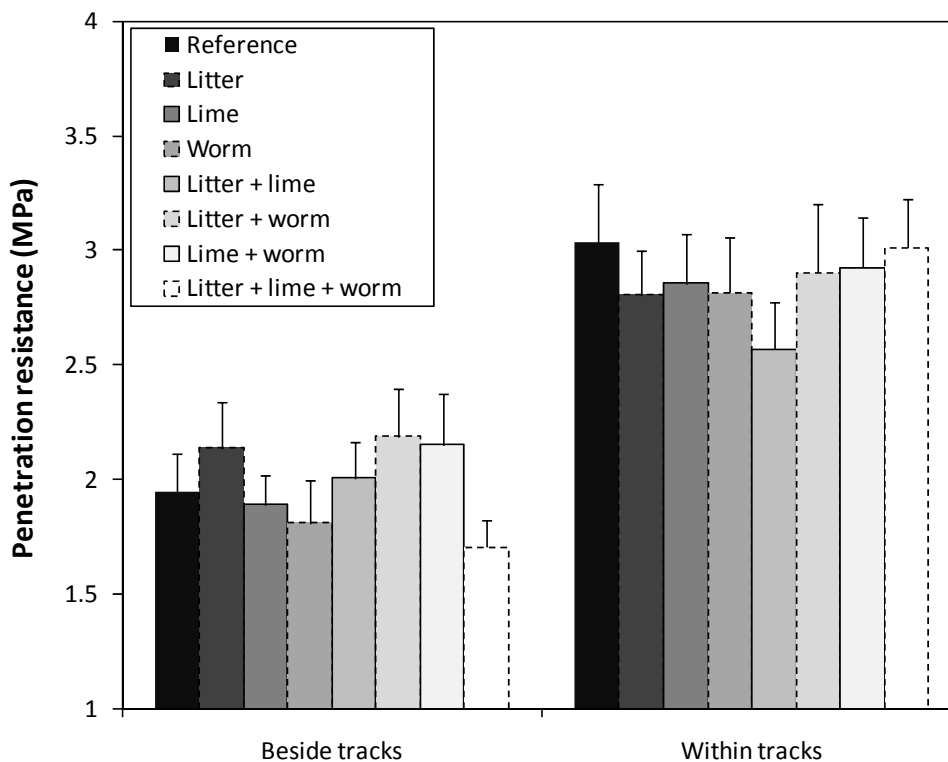 4
3.5
3
2.5
2
1.5
1
Penetration resistance (MPa)
Reference
Litter
Lime
Worm
Litter + lime
Litter + worm
Lime + worm
Litter + lime + worm
Beside tracks
Within tracks